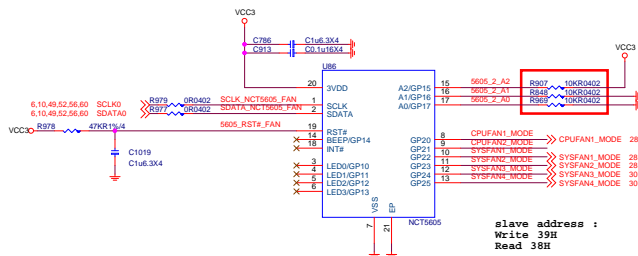 VCC3
C786 C1u6.3X4
C913 C0.1u16X4
VCC3
U86
20 3VDD
A2/GP15 15 5605_2_A2 R907 10KR0402
A1/GP16 16 5605_2_A1 R848 10KR0402
A0/GP17 17 5605_2_A0 R969 10KR0402
6,10,49,52,56,60 SCLK0 R979 0R0402 SCLK_NCT5605_FAN 1 SCLK
6,10,49,52,56,60 SDATA0 R977 0R0402 SDATA_NCT5605_FAN 2 SDATA
VCC3 R978 47KR1%/4 5605_RST#_FAN 19 RST#
14 BEEP/GP14
18 INT#
C1019
C1u6.3X4
3 LED0/GP10
4 LED1/GP11
5 LED2/GP12
6 LED3/GP13
GP20 8 CPUFAN1_MODE CPUFAN1_MODE 28
GP21 9 CPUFAN2_MODE
GP22 10 SYSFAN1_MODE SYSFAN1_MODE 28
GP23 11 SYSFAN2_MODE SYSFAN2_MODE 28
GP24 12 SYSFAN3_MODE SYSFAN3_MODE 30
GP25 13 SYSFAN4_MODE SYSFAN4_MODE 30
VSS EP
7 21
NCT5605
slave address :
Write 39H
Read 38H